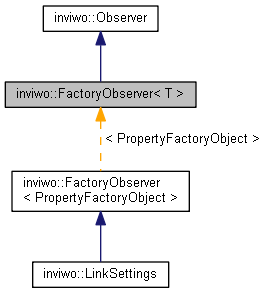 inviwo::Observer
inviwo::FactoryObserver< T >
< PropertyFactoryObject >
inviwo::FactoryObserver
< PropertyFactoryObject >
inviwo::LinkSettings